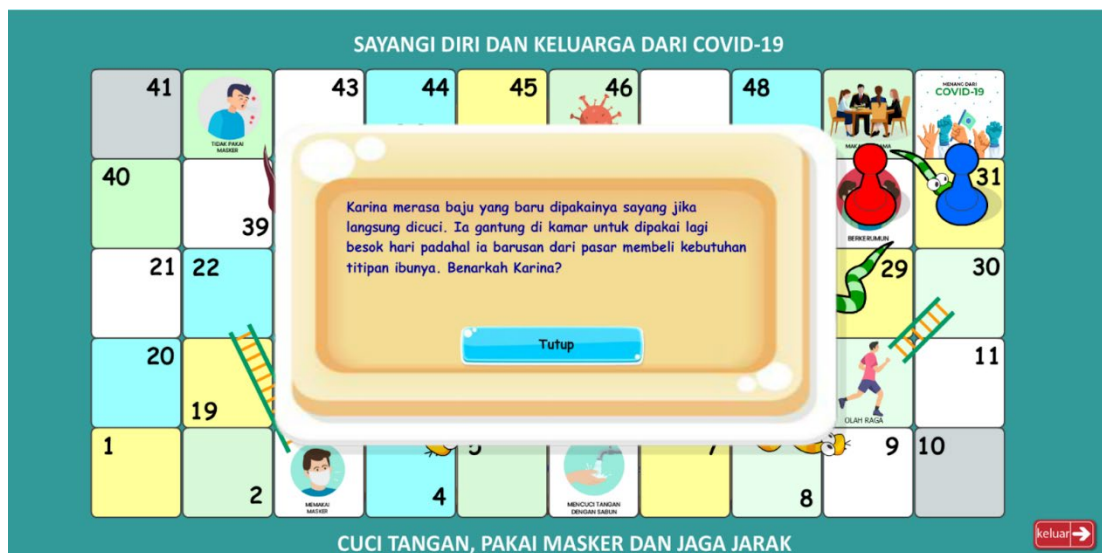 SAYANGI DIRI DAN KELUARGA DARI COVID-19
41
TIDAK PAKAI
MASKER
43
44
45
46
48
MENANG DARI
COVID-19
40
39
BERKERUMUN
31
21
22
29
30
20
19
OLAH RAGA
11
Karina merasa baju yang baru dipakainya sayang jika
langsung dicuci. Ia gantung di kamar untuk dipakai lagi
besok hari padahal ia barusan dari pasar membeli kebutuhan
titipan ibunya. Benarkah Karina?
Tutup
1
2
MEMAKAI
MASKER
4
5
MENCUCI TANGAN
DENGAN SABUN
7
8
9
10
CUCI TANGAN, PAKAI MASKER DAN JAGA JARAK
keluar